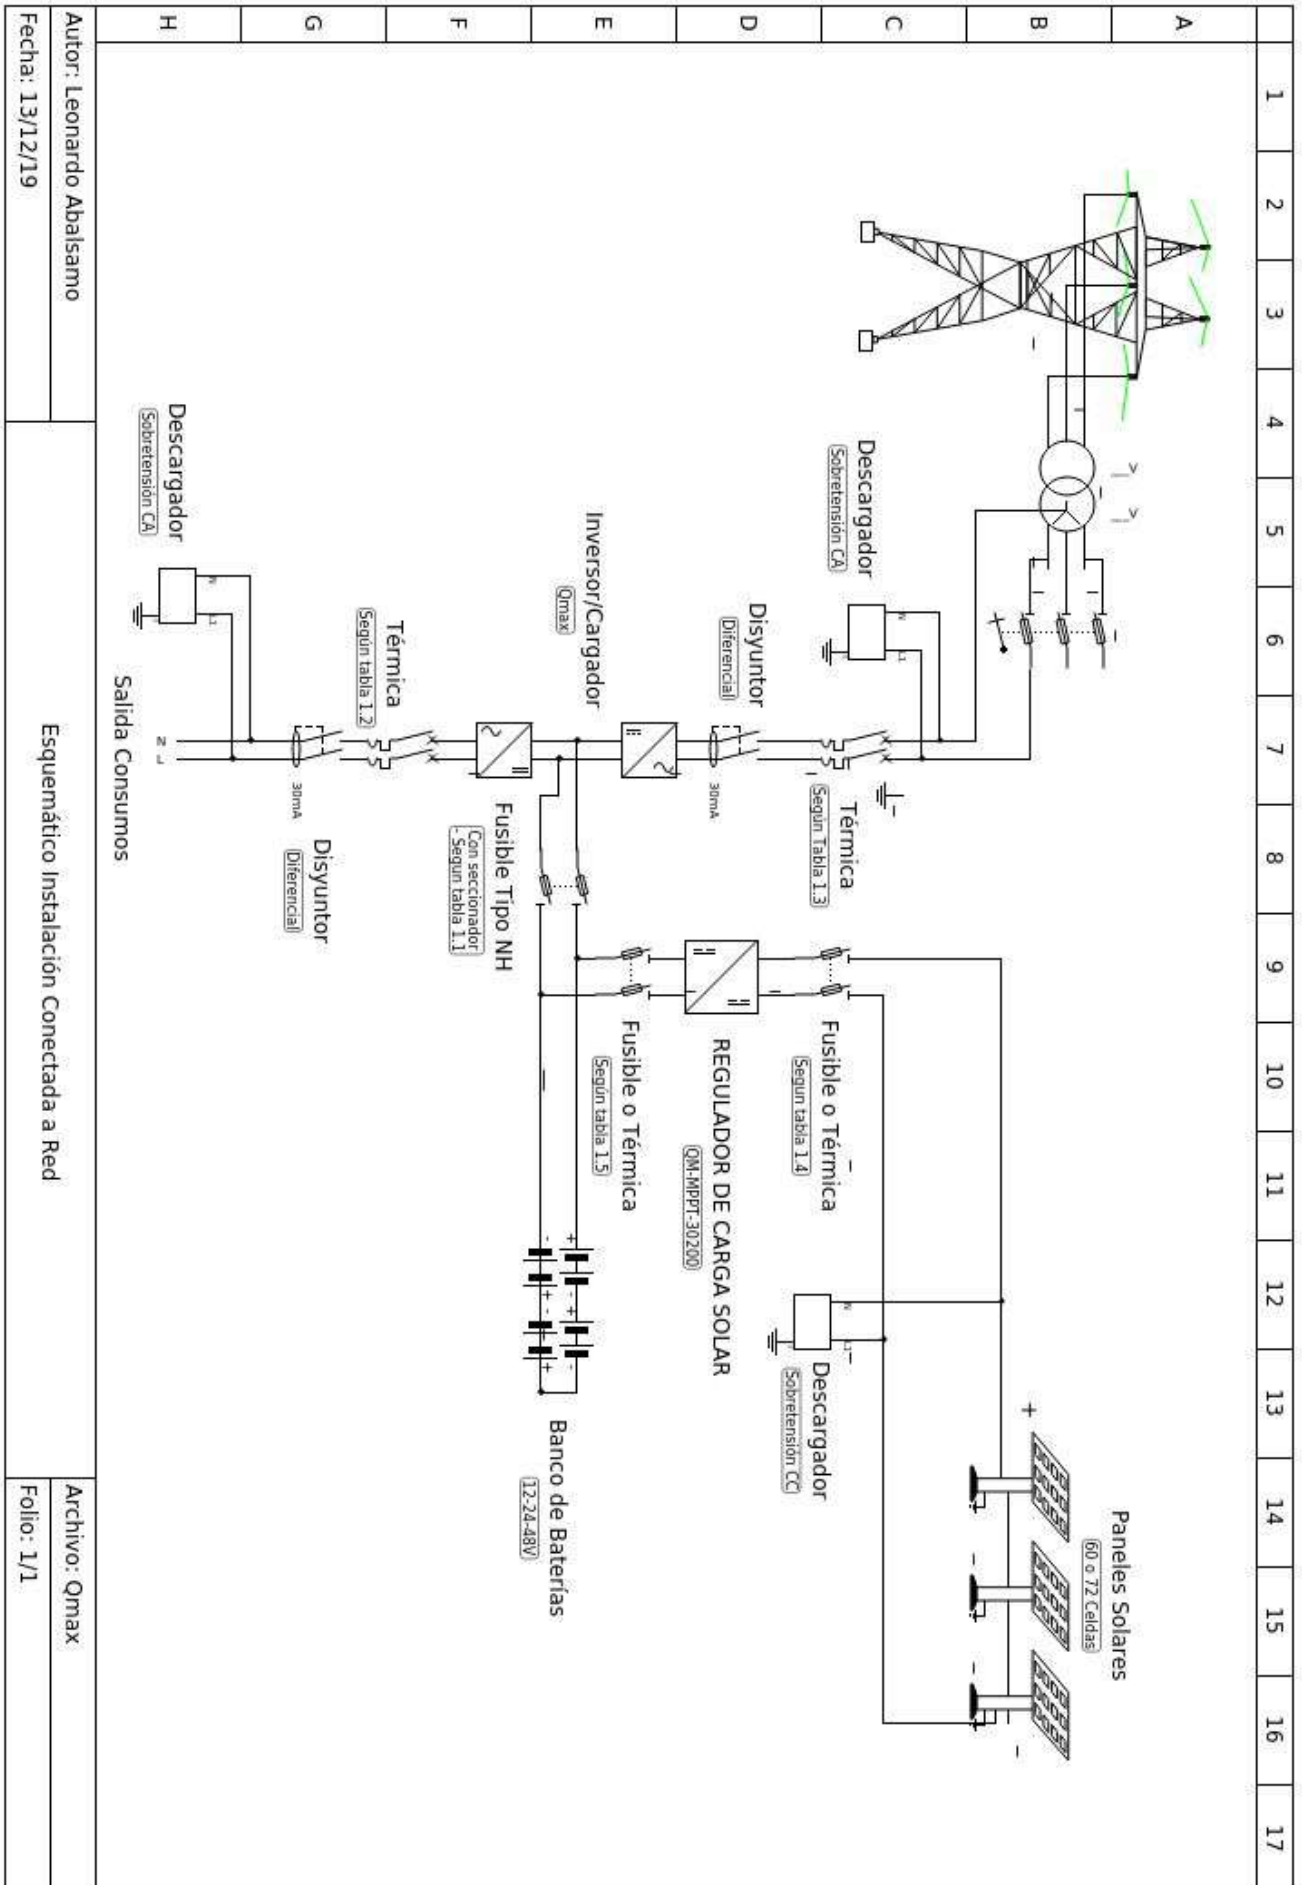 1 2 3 4 5 6 7 8 9 10 11 12 13 14 15 16 17
A
B
C
D
E
F
G
H
Paneles Solares
60 o 72 Celdas
+
-
Descargador
Sobretensión CA
N L1
Térmica
Según Tabla 1.3
Fusible o Térmica
Segun tabla 1.4
Descargador
Sobretensión CC
N L1
Disyuntor
Diferencial
30mA
REGULADOR DE CARGA SOLAR
QM-MPPT-30200
Inversor/Cargador
Qmax
Fusible o Térmica
Según tabla 1.5
Banco de Baterías
12-24-48V
+ - + -
- + - +
Fusible Tipo NH
Con seccionador
- Segun tabla 1.1
Térmica
Según tabla 1.2
Disyuntor
Diferencial
30mA
Descargador
Sobretensión CA
N L1
N L
Salida Consumos
Autor: Leonardo Abalsamo
Fecha: 13/12/19
Esquemático Instalación Conectada a Red
Archivo: Qmax
Folio: 1/1